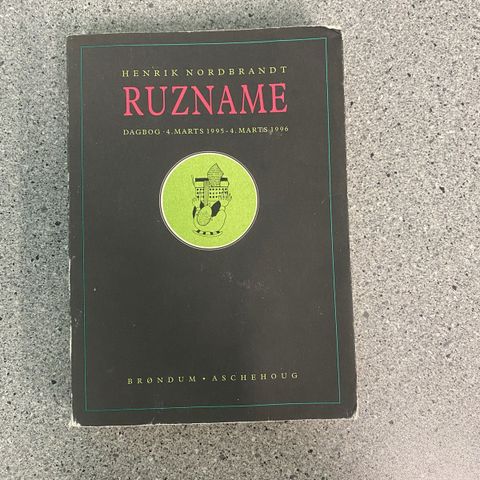 HENRIK NORDBRANDT
RUZNAME
DAGBOG · 4. MARTS 1995 - 4. MARTS 1996
BRØNDUM · ASCHEHOUG